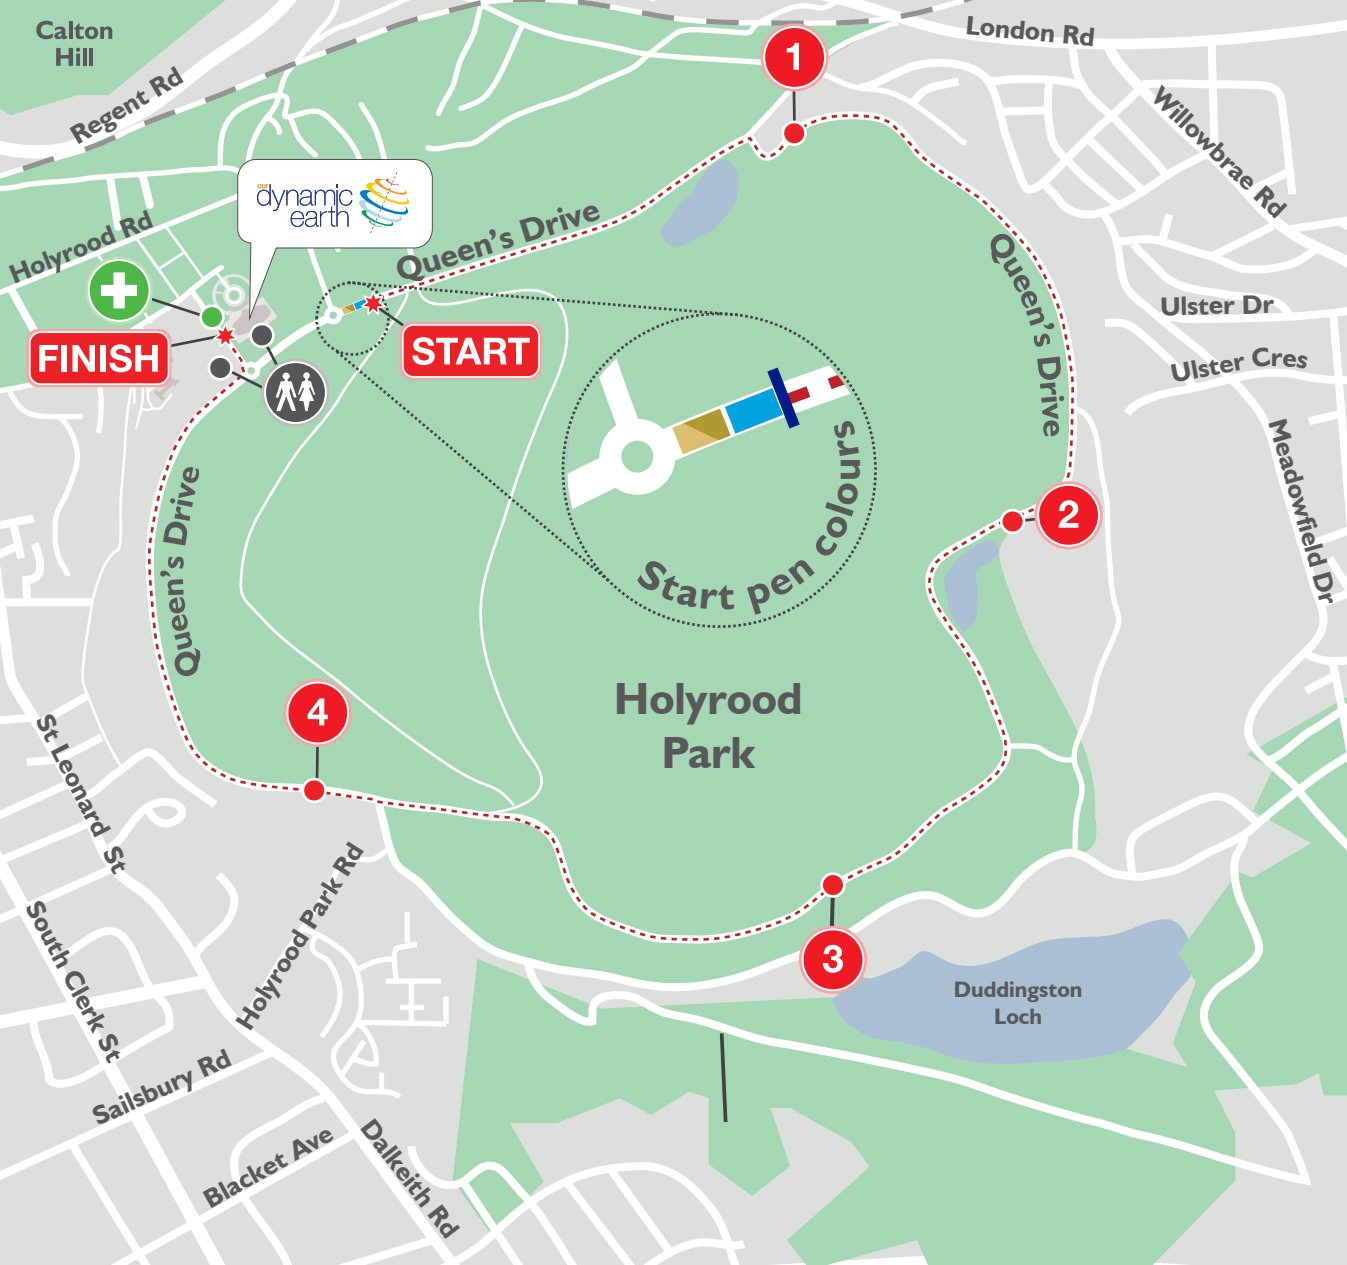 Calton
Hill
Regent Rd
London Rd
1
Willowbrae Rd
our
dynamic
earth
Holyrood Rd
Queen's Drive
Queen's Drive
Ulster Dr
Ulster Cres
FINISH
START
Start pen colours
Meadowfield Dr
Queen's Drive
2
Holyrood
Park
4
St Leonard St
Holyrood Park Rd
South Clerk St
3
Duddingston
Loch
Sailsbury Rd
Blacket Ave
Dalkeith Rd